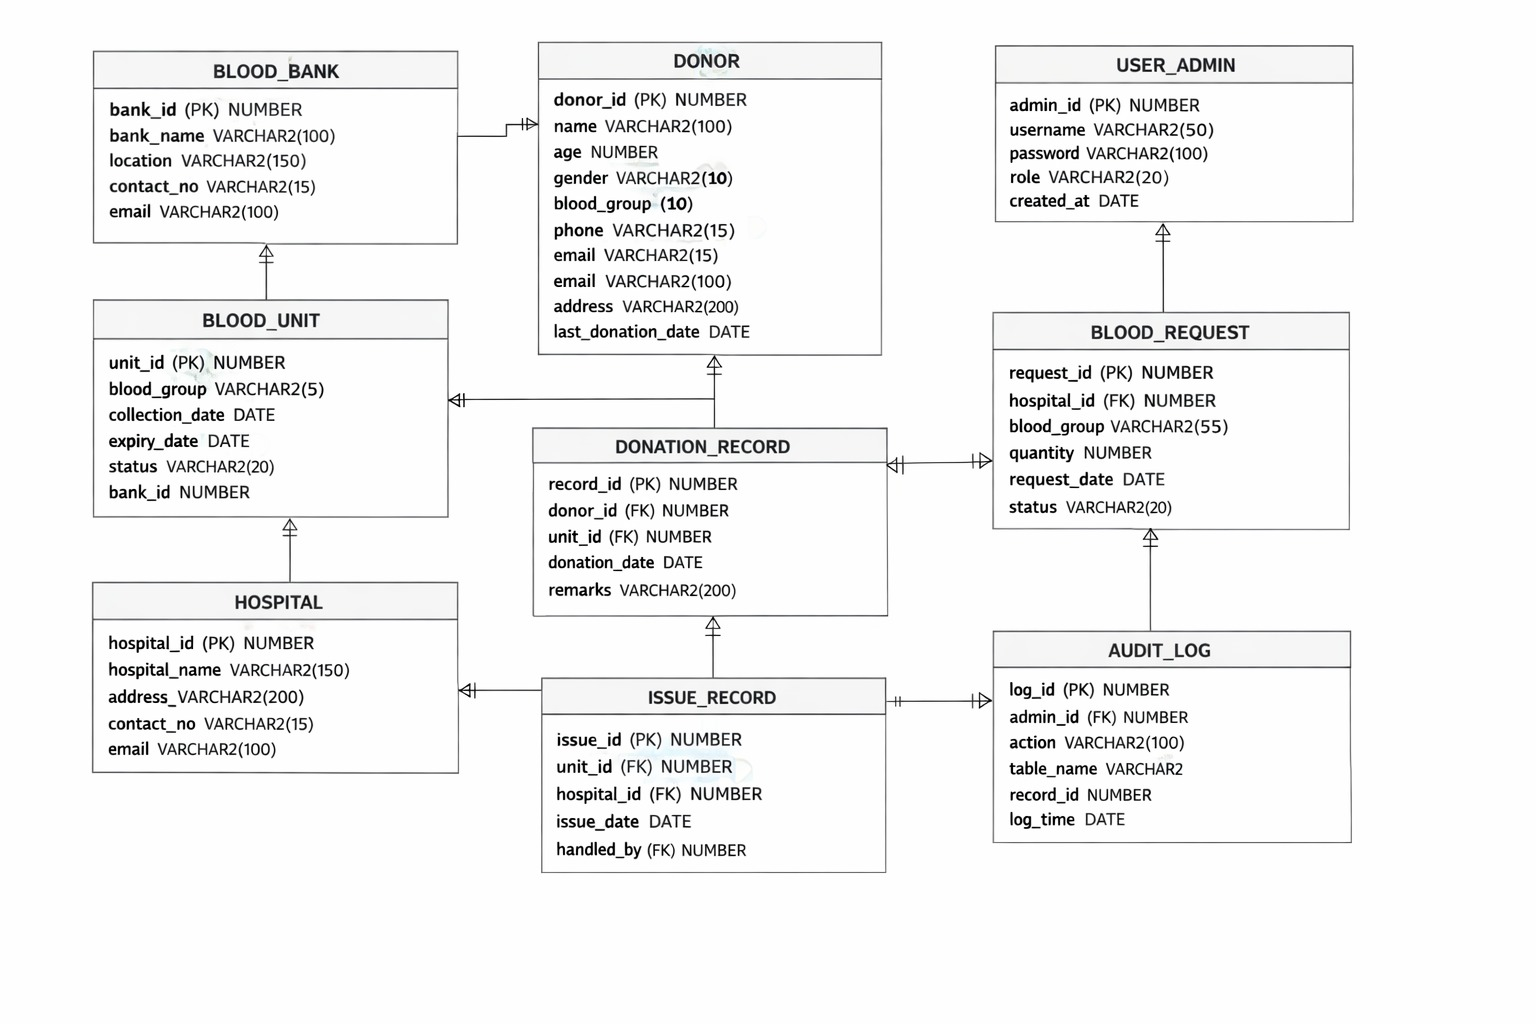 BLOOD_BANK
bank_id (PK) NUMBER
bank_name VARCHAR2(100)
location VARCHAR2(150)
contact_no VARCHAR2(15)
email VARCHAR2(100)
DONOR
donor_id (PK) NUMBER
name VARCHAR2(100)
age NUMBER
gender VARCHAR2(10)
blood_group (10)
phone VARCHAR2(15)
email VARCHAR2(15)
email VARCHAR2(100)
address VARCHAR2(200)
last_donation_date DATE
USER_ADMIN
admin_id (PK) NUMBER
username VARCHAR2(50)
password VARCHAR2(100)
role VARCHAR2(20)
created_at DATE
BLOOD_UNIT
unit_id (PK) NUMBER
blood_group VARCHAR2(5)
collection_date DATE
expiry_date DATE
status VARCHAR2(20)
bank_id NUMBER
DONATION_RECORD
record_id (PK) NUMBER
donor_id (FK) NUMBER
unit_id (FK) NUMBER
donation_date DATE
remarks VARCHAR2(200)
BLOOD_REQUEST
request_id (PK) NUMBER
hospital_id (FK) NUMBER
blood_group VARCHAR2(55)
quantity NUMBER
request_date DATE
status VARCHAR2(20)
HOSPITAL
hospital_id (PK) NUMBER
hospital_name VARCHAR2(150)
address_VARCHAR2(200)
contact_no VARCHAR2(15)
email VARCHAR2(100)
ISSUE_RECORD
issue_id (PK) NUMBER
unit_id (FK) NUMBER
hospital_id (FK) NUMBER
issue_date DATE
handled_by (FK) NUMBER
AUDIT_LOG
log_id (PK) NUMBER
admin_id (FK) NUMBER
action VARCHAR2(100)
table_name VARCHAR2
record_id NUMBER
log_time DATE